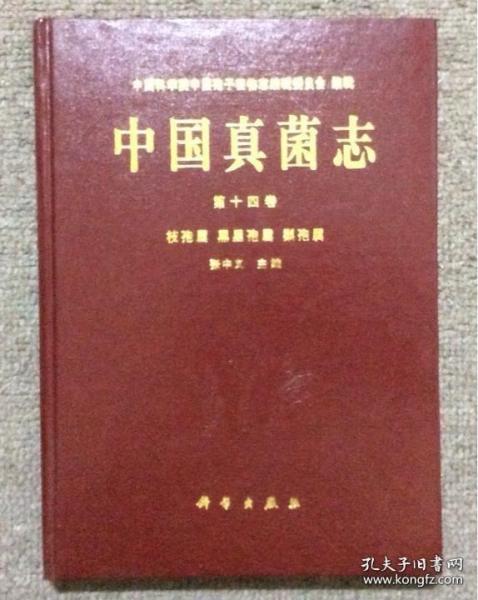 中国科学院中国孢子植物志编辑委员会 编辑
中国真菌志
第十四卷
枝孢属 黑星孢属 梨孢属
张中义 主编
科学出版社
孔夫子旧书网
www.kongfz.com